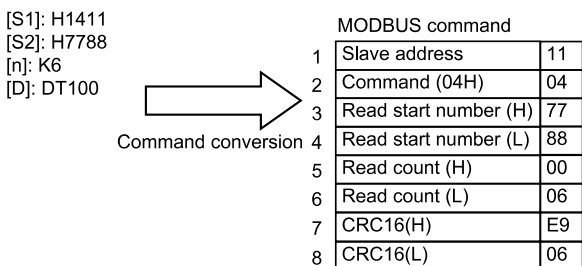 [S1]: H1411
[S2]: H7788
[n]: K6
[D]: DT100
Command conversion
MODBUS command
1 Slave address 11
2 Command (04H) 04
3 Read start number (H) 77
4 Read start number (L) 88
5 Read count (H) 00
6 Read count (L) 06
7 CRC16(H) E9
8 CRC16(L) 06